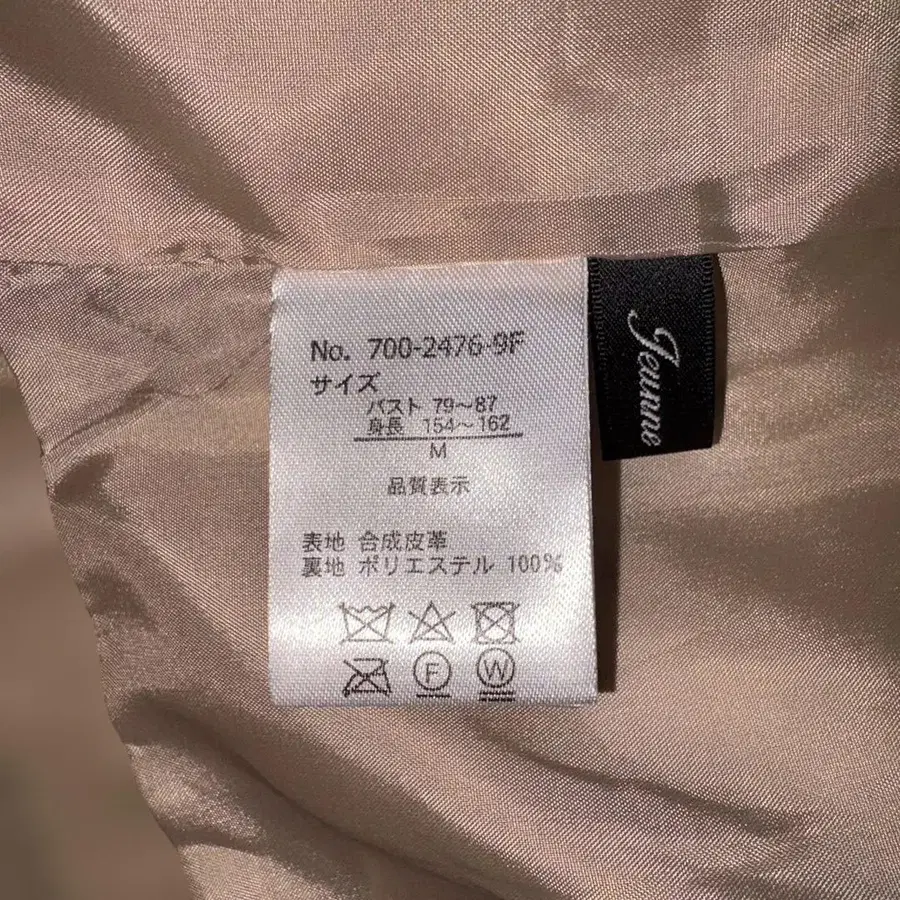 No. 700-2476-9F
サイズ
バスト 79～87
身長 154～162
M
品質表示
表地 合成皮革
裏地 ポリエステル 100%
F
W
Jeunne